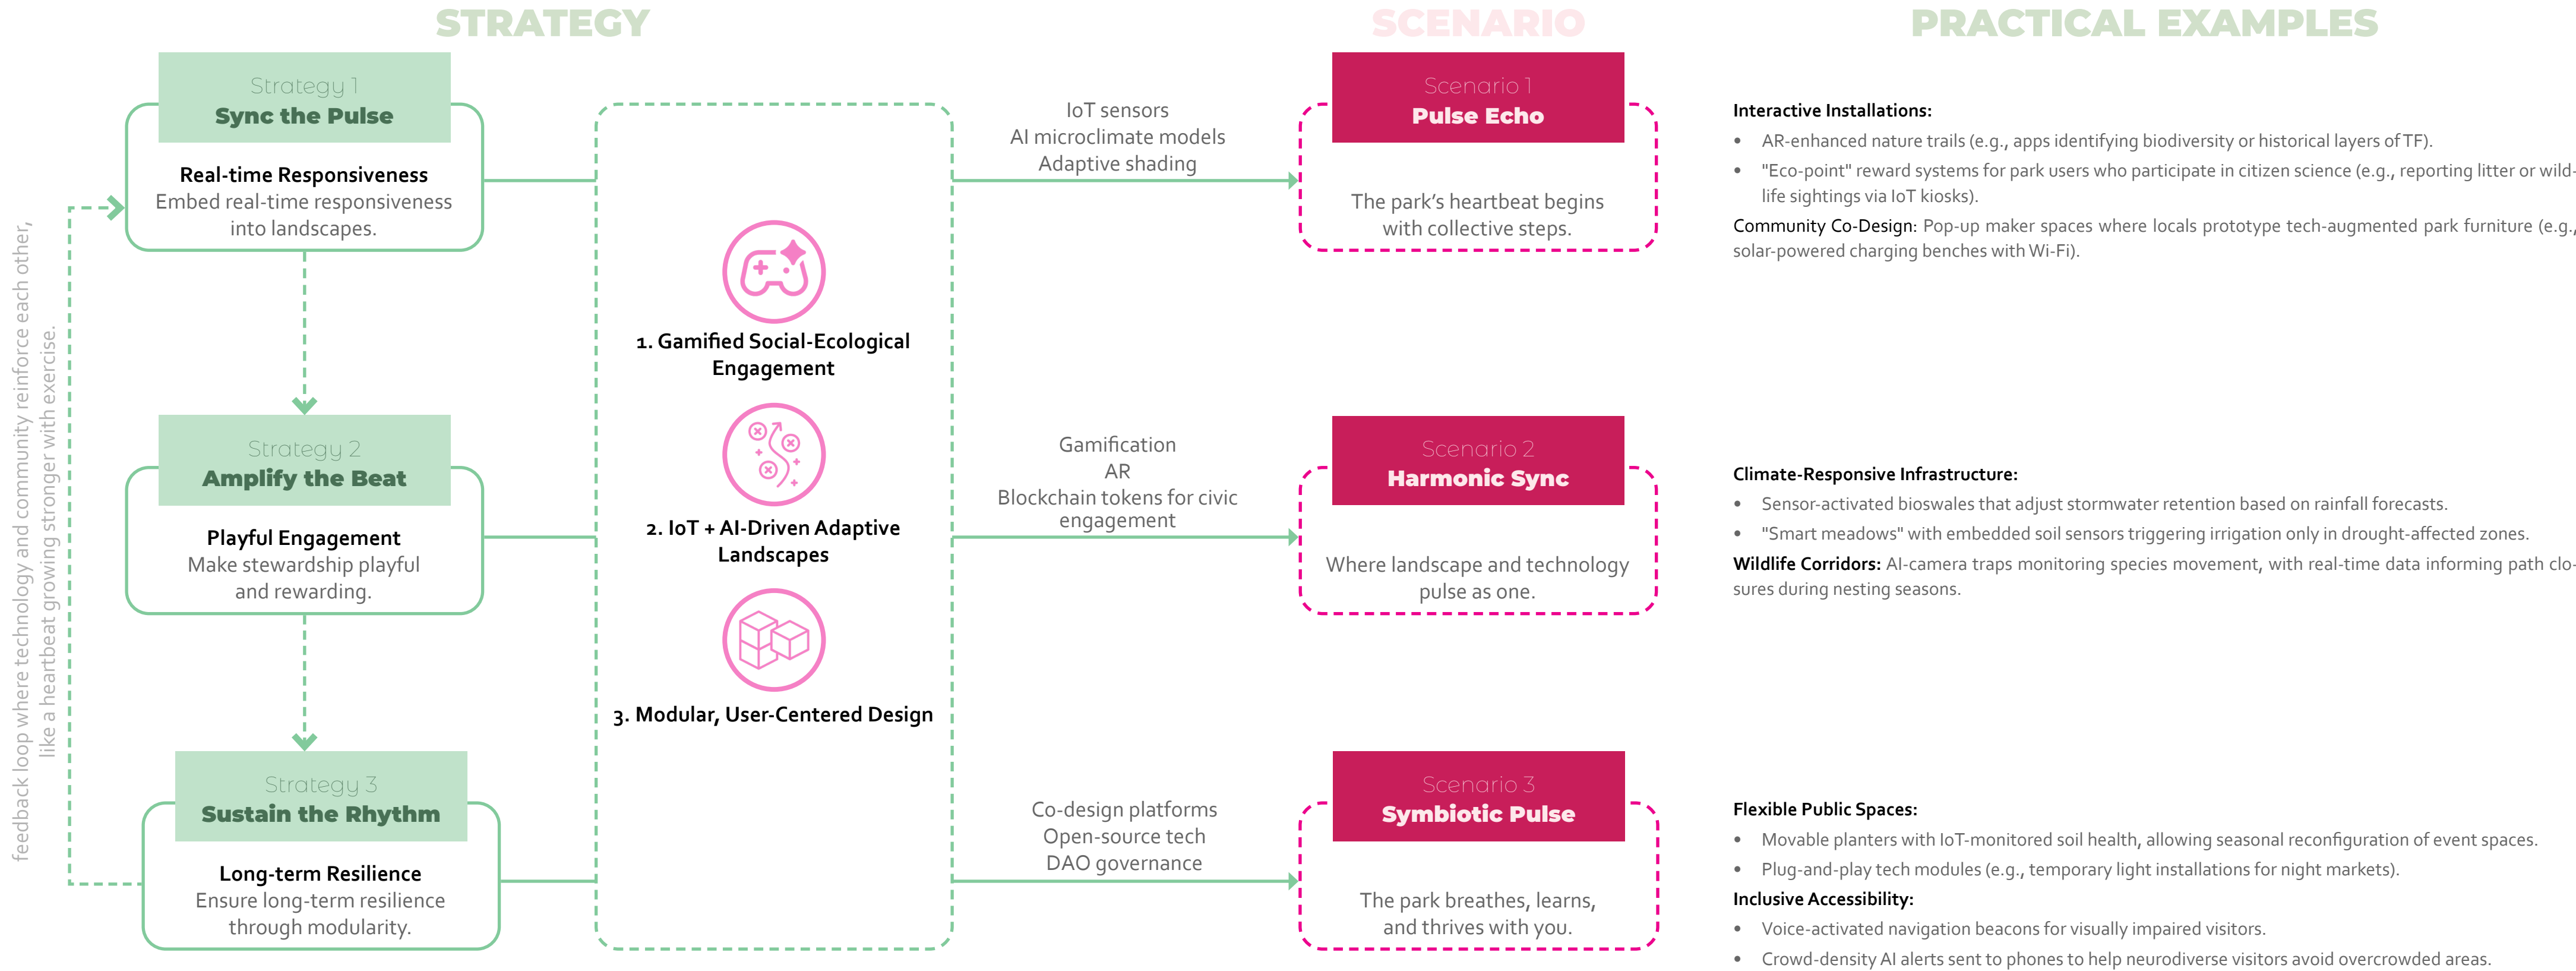 STRATEGY
SCENARIO
PRACTICAL EXAMPLES
feedback loop where technology and community reinforce each other,
like a heartbeat growing stronger with exercise.
Strategy 1
Sync the Pulse
Real-time Responsiveness
Embed real-time responsiveness
into landscapes.
Strategy 2
Amplify the Beat
Playful Engagement
Make stewardship playful
and rewarding.
Strategy 3
Sustain the Rhythm
Long-term Resilience
Ensure long-term resilience
through modularity.
1. Gamified Social-Ecological
Engagement
2. IoT + AI-Driven Adaptive
Landscapes
3. Modular, User-Centered Design
IoT sensors
AI microclimate models
Adaptive shading
Gamification
AR
Blockchain tokens for civic
engagement
Co-design platforms
Open-source tech
DAO governance
Scenario 1
Pulse Echo
The park’s heartbeat begins
with collective steps.
Scenario 2
Harmonic Sync
Where landscape and technology
pulse as one.
Scenario 3
Symbiotic Pulse
The park breathes, learns,
and thrives with you.
Interactive Installations:
• AR-enhanced nature trails (e.g., apps identifying biodiversity or historical layers of TF).
• "Eco-point" reward systems for park users who participate in citizen science (e.g., reporting litter or wild-
life sightings via IoT kiosks).
Community Co-Design: Pop-up maker spaces where locals prototype tech-augmented park furniture (e.g.,
solar-powered charging benches with Wi-Fi).
Climate-Responsive Infrastructure:
• Sensor-activated bioswales that adjust stormwater retention based on rainfall forecasts.
• "Smart meadows" with embedded soil sensors triggering irrigation only in drought-affected zones.
Wildlife Corridors: AI-camera traps monitoring species movement, with real-time data informing path clo-
sures during nesting seasons.
Flexible Public Spaces:
• Movable planters with IoT-monitored soil health, allowing seasonal reconfiguration of event spaces.
• Plug-and-play tech modules (e.g., temporary light installations for night markets).
Inclusive Accessibility:
• Voice-activated navigation beacons for visually impaired visitors.
• Crowd-density AI alerts sent to phones to help neurodiverse visitors avoid overcrowded areas.